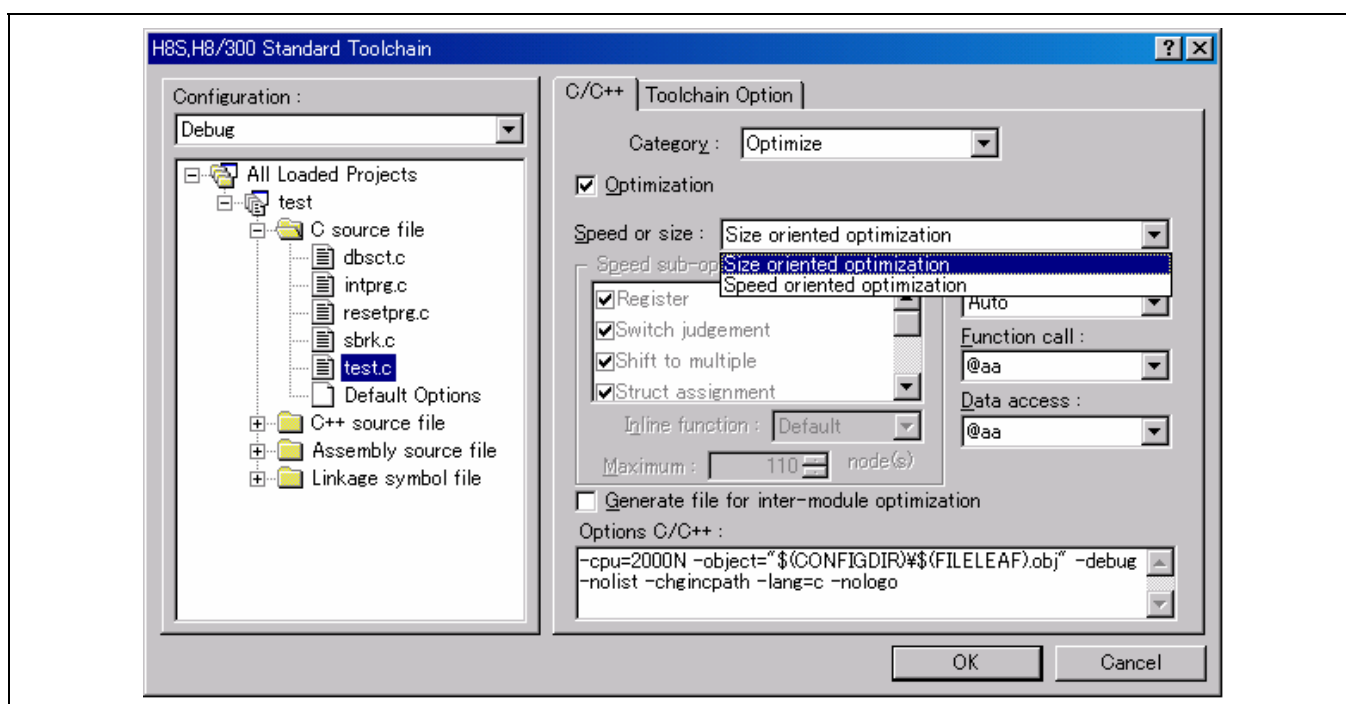 H8S,H8/300 Standard Toolchain
Configuration :
Debug
All Loaded Projects
test
C source file
dbsct.c
intprg.c
resetprg.c
sbrk.c
test.c
Default Options
C++ source file
Assembly source file
Linkage symbol file
C/C++
Toolchain Option
Category :
Optimize
Optimization
Speed or size :
Size oriented optimization
Size oriented optimization
Speed oriented optimization
Speed sub-op
Register
Switch judgement
Shift to multiple
Struct assignment
Inline function :
Default
Maximum :
110
node(s)
Auto
Function call :
@aa
Data access :
@aa
Generate file for inter-module optimization
Options C/C++ :
-cpu=2000N -object="$(CONFIGDIR)¥$(FILELEAF).obj" -debug
-nolist -chgincpath -lang=c -nologo
OK
Cancel